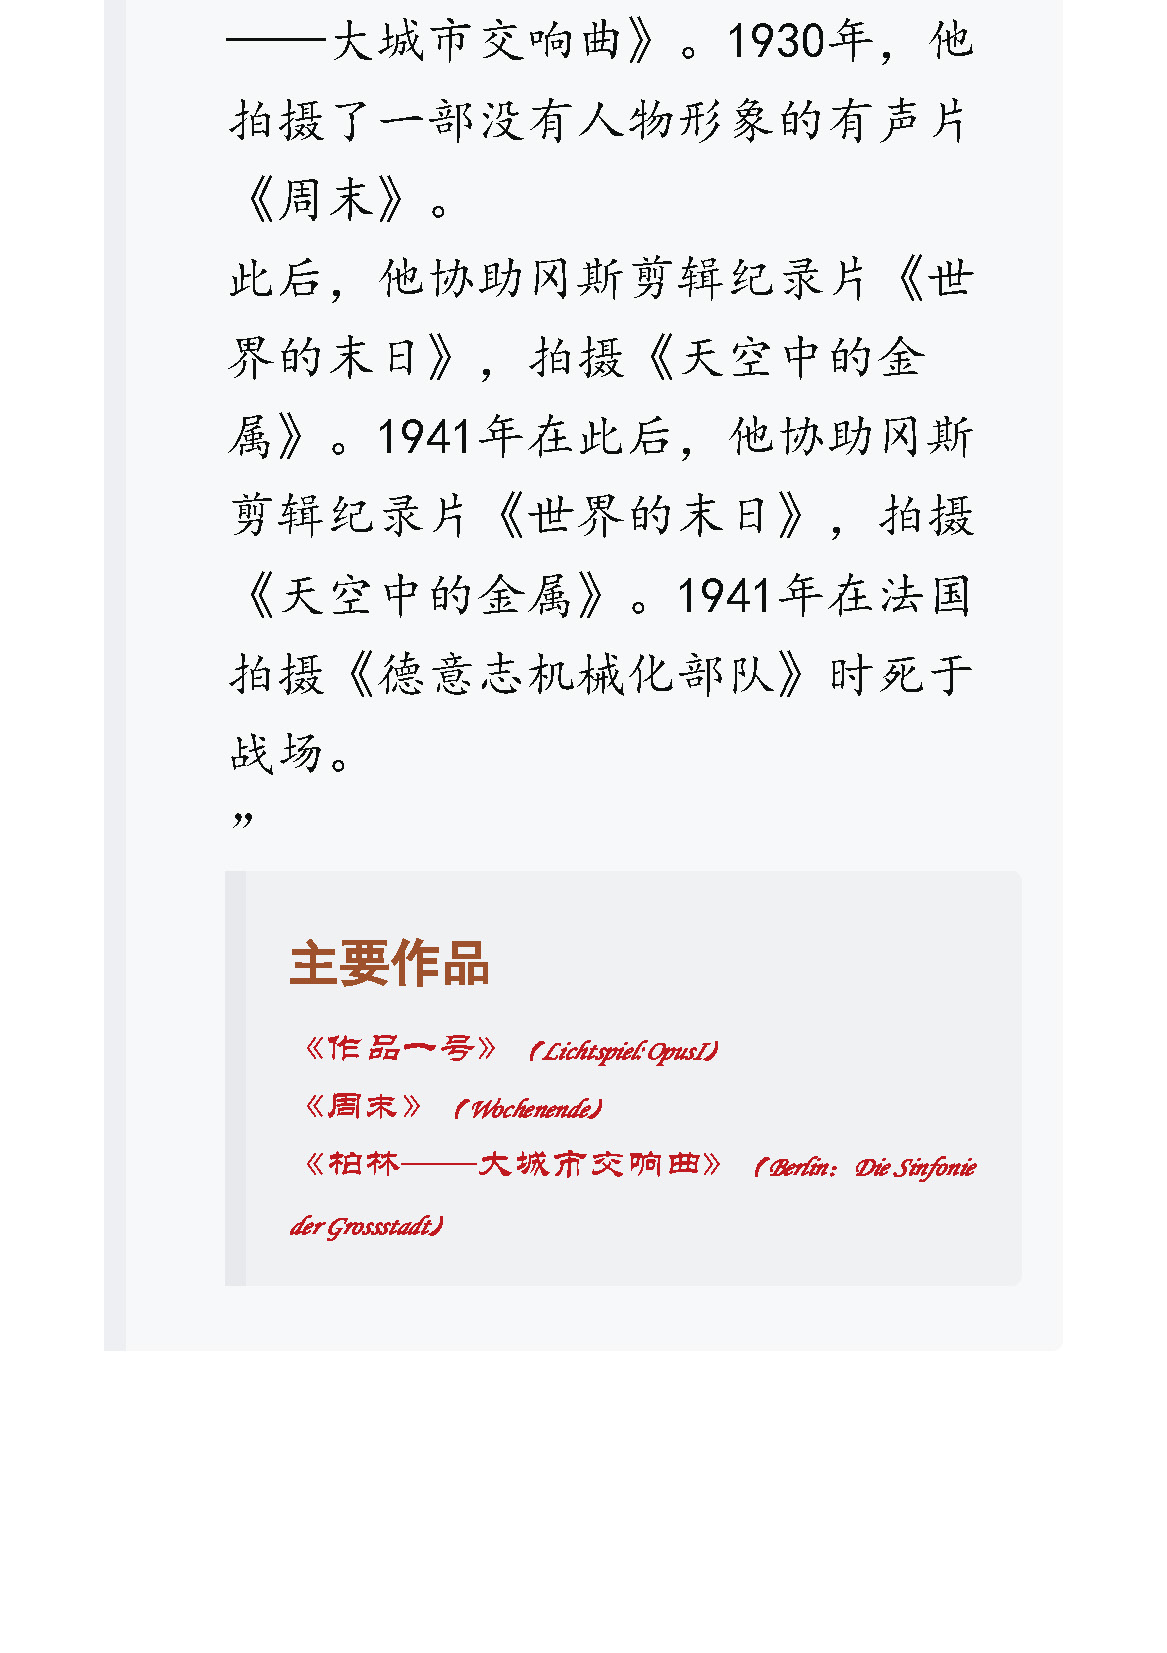 ——大城市交响曲》。1930年，他
拍摄了一部没有人物形象的有声片
《周末》。
此后，他协助冈斯剪辑纪录片《世
界的末日》，拍摄《天空中的金
属》。1941年在此后，他协助冈斯
剪辑纪录片《世界的末日》，拍摄
《天空中的金属》。1941年在法国
拍摄《德意志机械化部队》时死于
战场。
”
主要作品
《作品一号》（Lichtspiel: OpusI）
《周末》（Wochenende）
《柏林——大城市交响曲》（Berlin：Die Sinfonie
der Grossstadt）